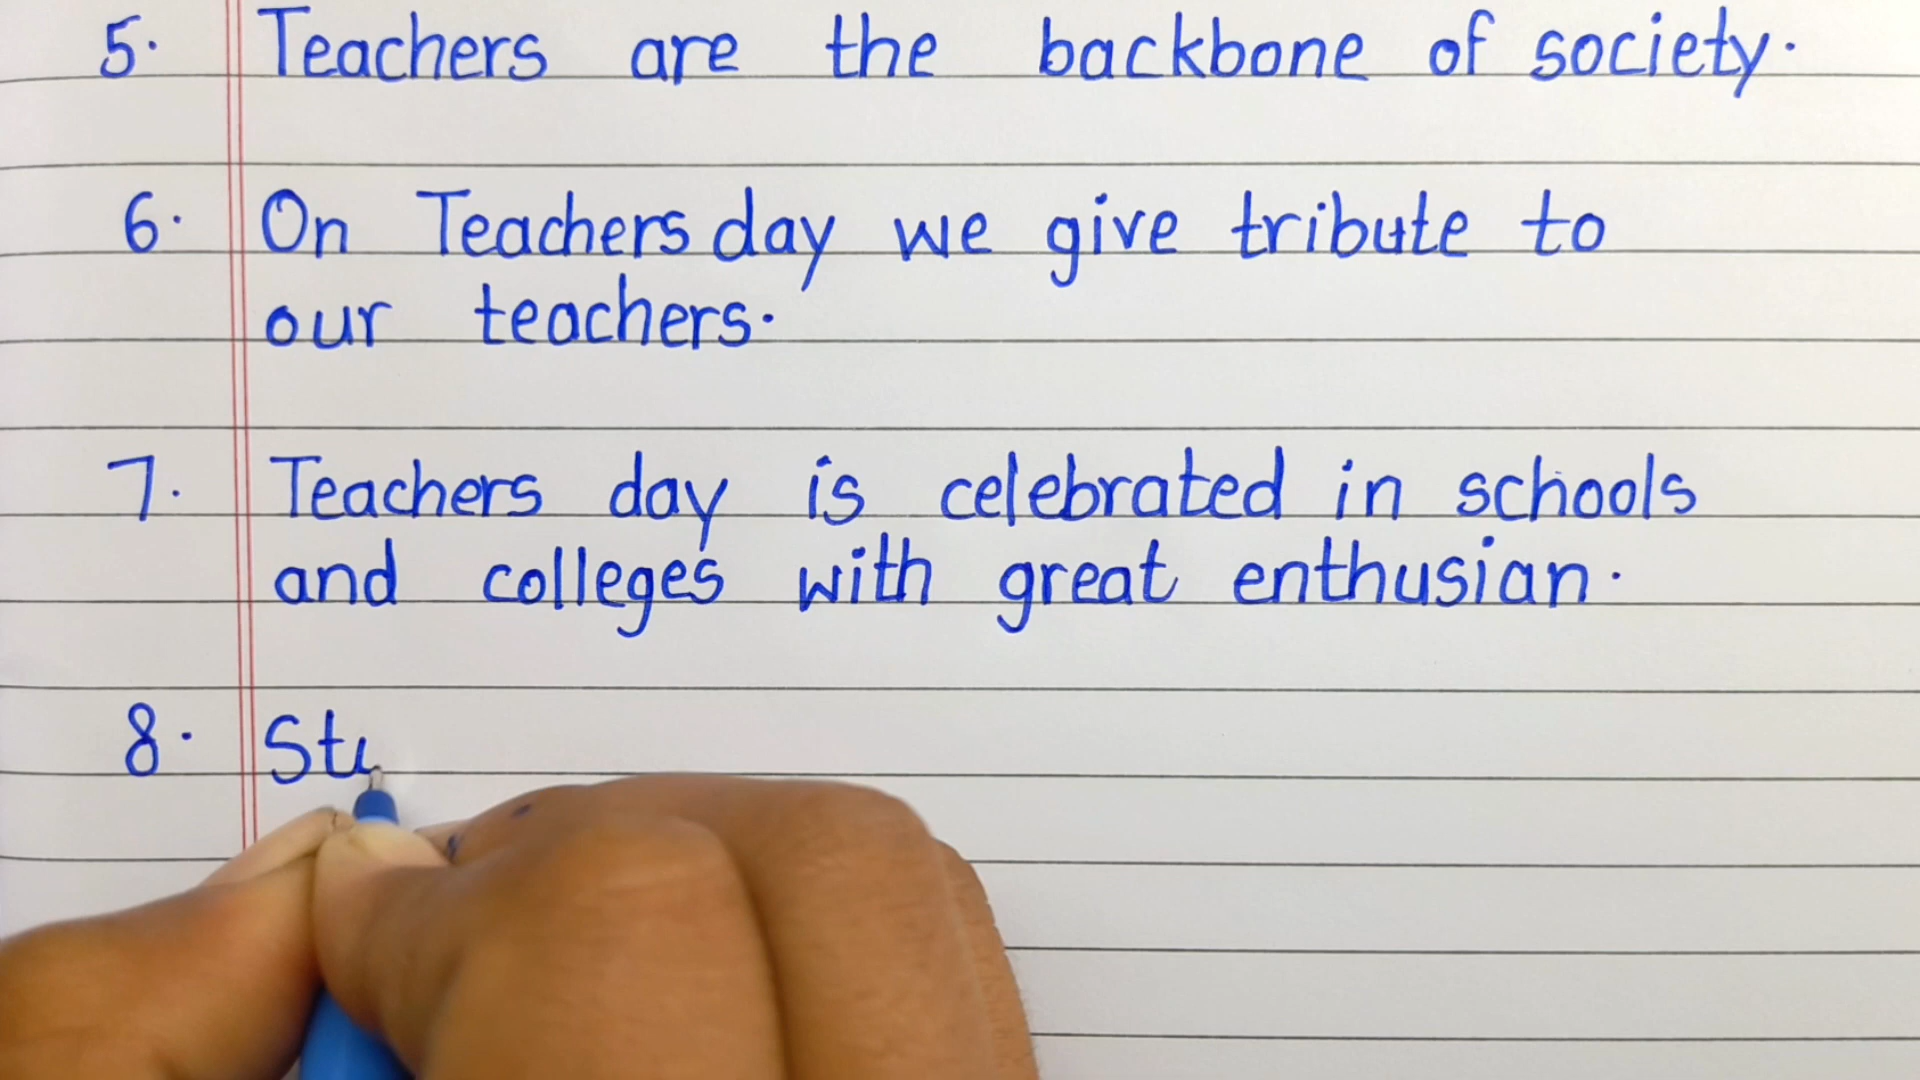 5. Teachers are the backbone of society.
6. On Teachers day we give tribute to
our teachers.
7. Teachers day is celebrated in schools
and colleges with great enthusian.
8. Stu